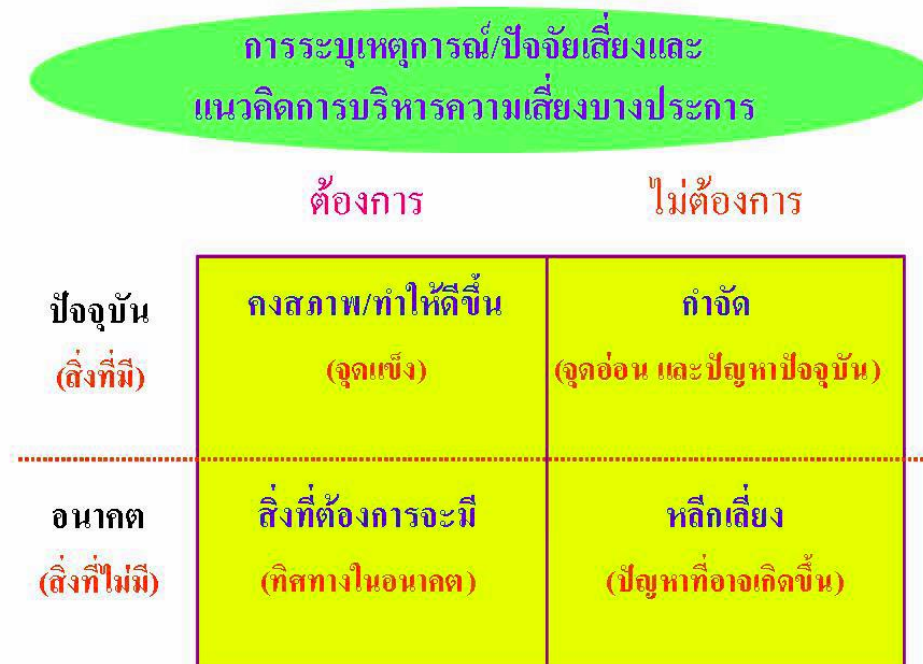 การระบุเหตุการณ์/ปัจจัยเสี่ยงและ
แนวคิดการบริหารความเสี่ยงบางประการ
ต้องการ
ไม่ต้องการ
ปัจจุบัน
(สิ่งที่มี)
คงสภาพ/ทำให้ดีขึ้น
(จุดแข็ง)
กำจัด
(จุดอ่อน และปัญหาปัจจุบัน)
อนาคต
(สิ่งที่ไม่มี)
สิ่งที่ต้องการจะมี
(ทิศทางในอนาคต)
หลีกเลี่ยง
(ปัญหาที่อาจเกิดขึ้น)